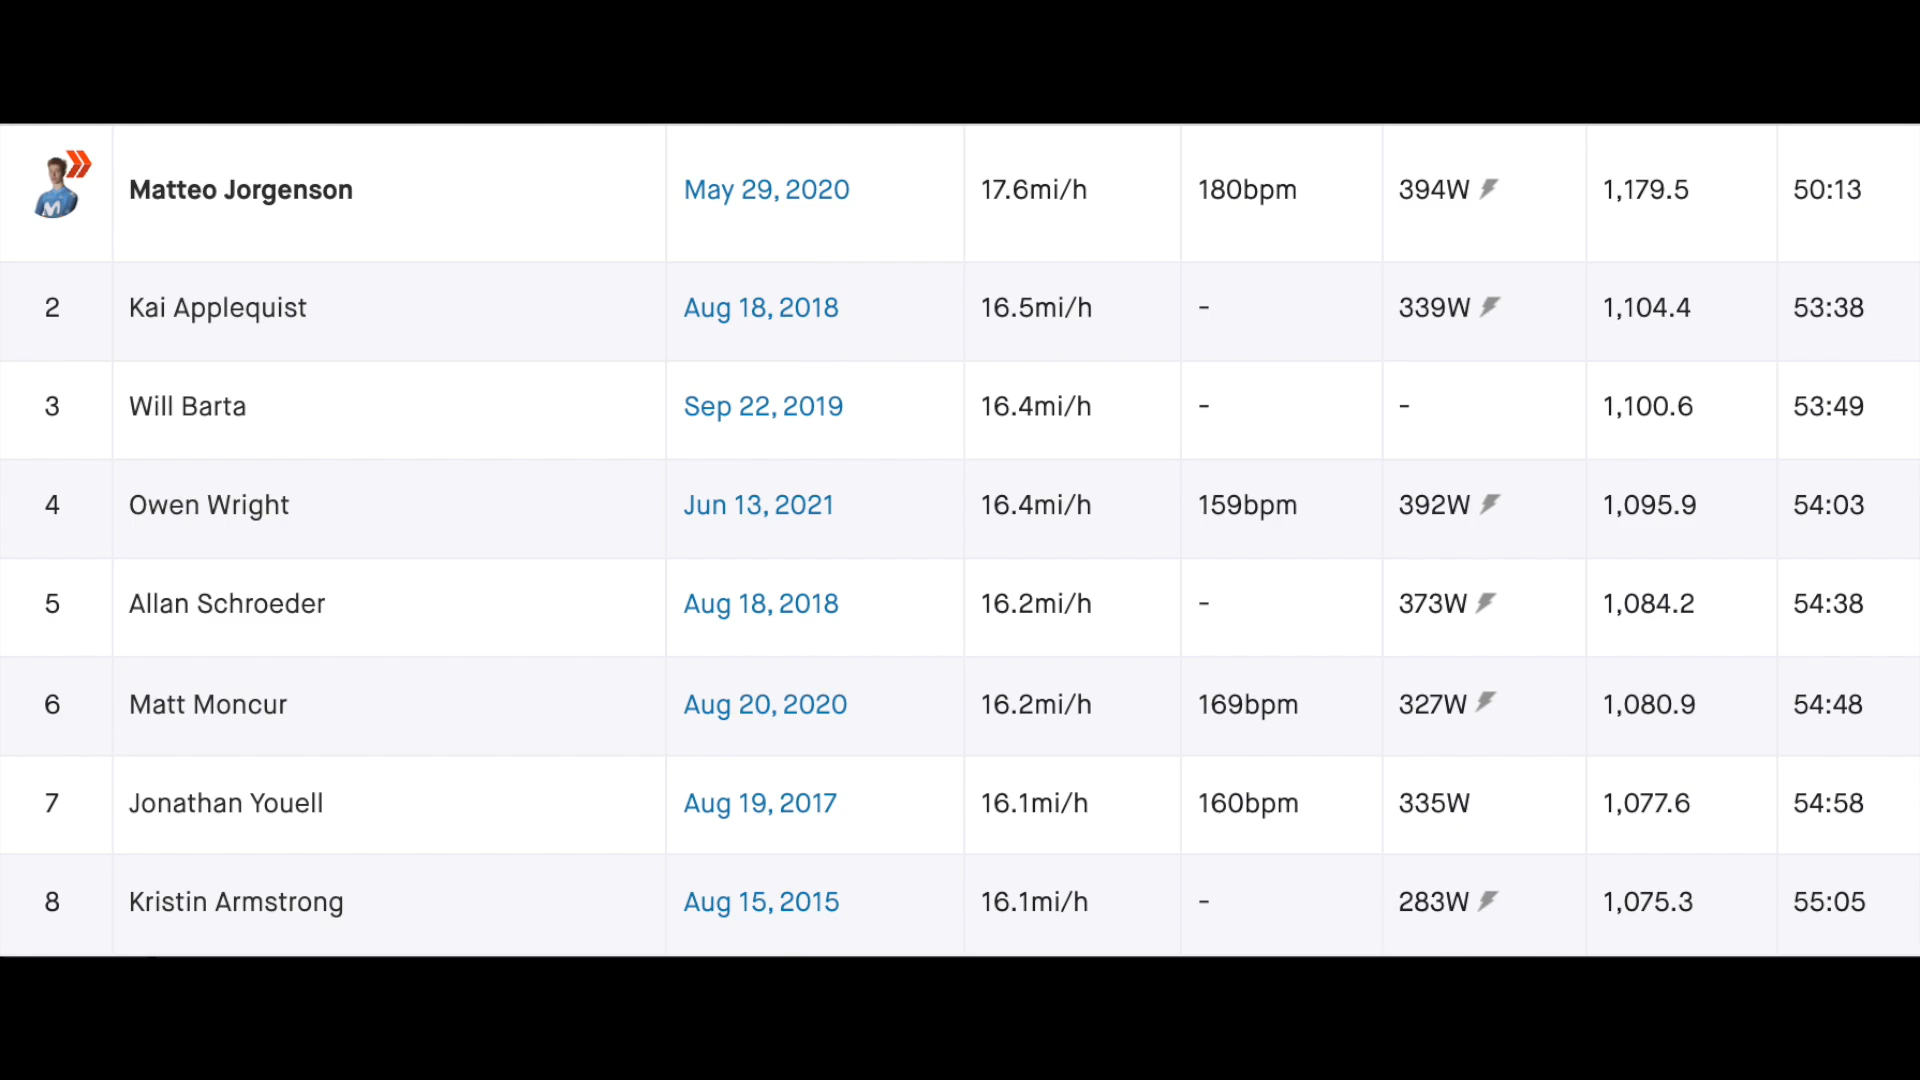 Matteo Jorgenson May 29, 2020 17.6mi/h 180bpm 394W 1,179.5 50:13
2 Kai Applequist Aug 18, 2018 16.5mi/h - 339W 1,104.4 53:38
3 Will Barta Sep 22, 2019 16.4mi/h - - 1,100.6 53:49
4 Owen Wright Jun 13, 2021 16.4mi/h 159bpm 392W 1,095.9 54:03
5 Allan Schroeder Aug 18, 2018 16.2mi/h - 373W 1,084.2 54:38
6 Matt Moncur Aug 20, 2020 16.2mi/h 169bpm 327W 1,080.9 54:48
7 Jonathan Youell Aug 19, 2017 16.1mi/h 160bpm 335W 1,077.6 54:58
8 Kristin Armstrong Aug 15, 2015 16.1mi/h - 283W 1,075.3 55:05